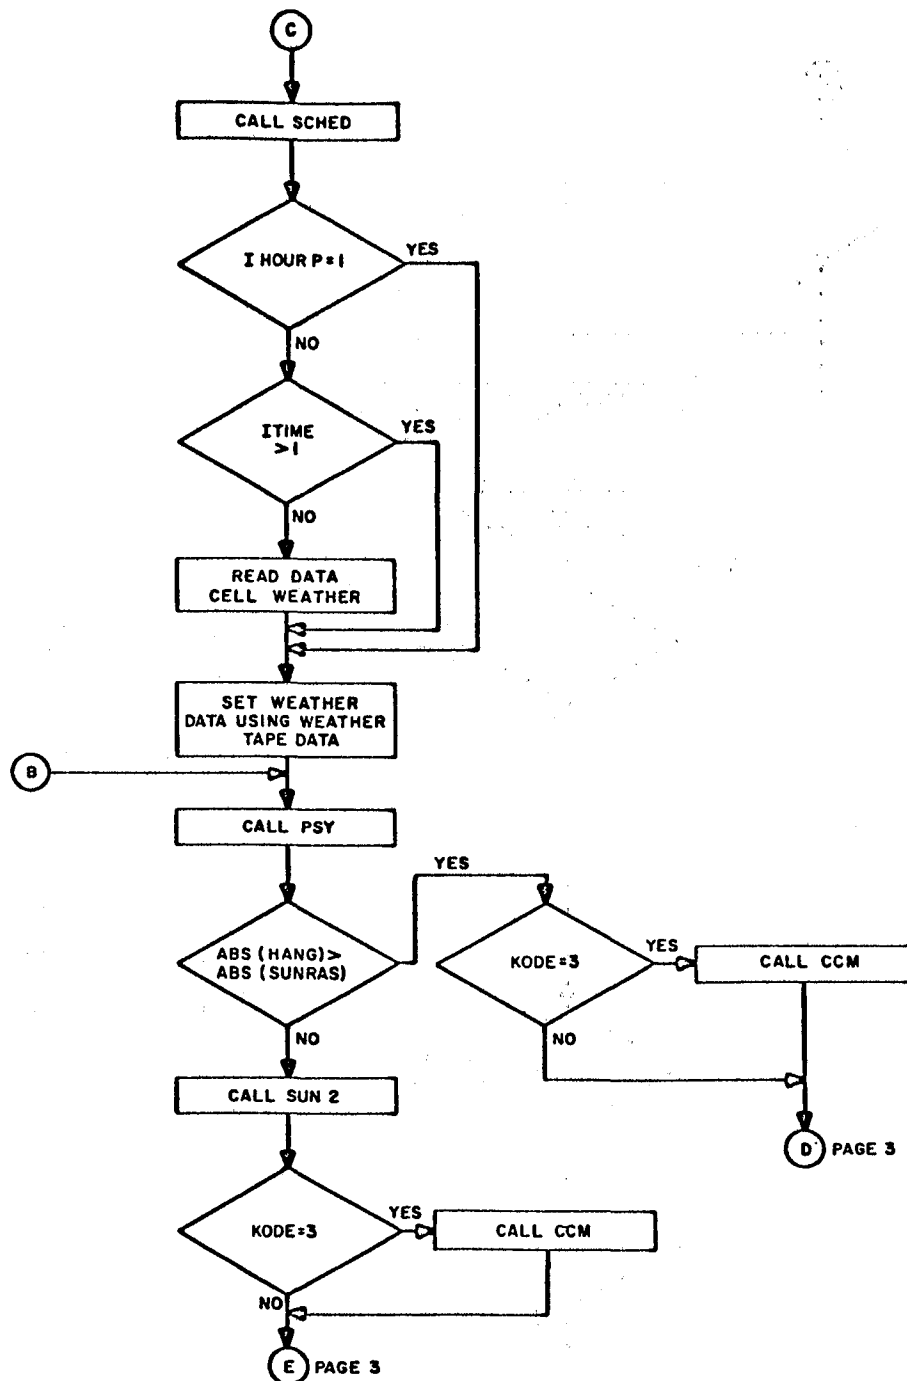 C
CALL SCHED
I HOUR P=1
YES
NO
ITIME
>1
YES
NO
READ DATA
CELL WEATHER
SET WEATHER
DATA USING WEATHER
TAPE DATA
B
CALL PSY
YES
ABS (HANG)>
ABS (SUNRAS)
NO
KODE=3
YES
CALL CCM
NO
D PAGE 3
CALL SUN 2
KODE=3
YES
CALL CCM
NO
E PAGE 3